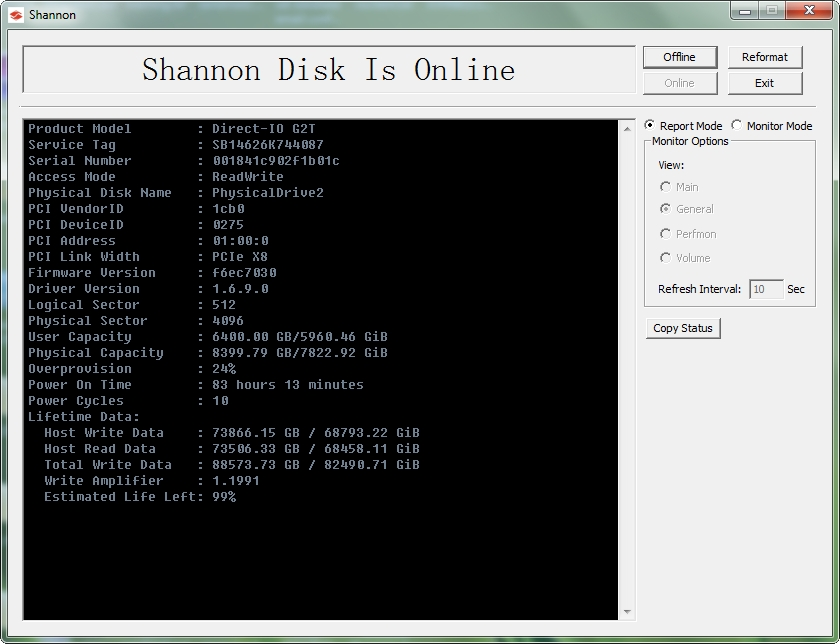 Shannon
Shannon Disk Is Online
Offline
Reformat
Online
Exit
Product Model : Direct-IO G2T
Service Tag : SB14626K744087
Serial Number : 001841c902f1b01c
Access Mode : ReadWrite
Physical Disk Name : PhysicalDrive2
PCI VendorID : 1cb0
PCI DeviceID : 0275
PCI Address : 01:00:0
PCI Link Width : PCIe X8
Firmware Version : f6ec7030
Driver Version : 1.6.9.0
Logical Sector : 512
Physical Sector : 4096
User Capacity : 6400.00 GB/5960.46 GiB
Physical Capacity : 8399.79 GB/7822.92 GiB
Overprovision : 24%
Power On Time : 83 hours 13 minutes
Power Cycles : 10
Lifetime Data:
Host Write Data : 73866.15 GB / 68793.22 GiB
Host Read Data : 73506.33 GB / 68458.11 GiB
Total Write Data : 88573.73 GB / 82490.71 GiB
Write Amplifier : 1.1991
Estimated Life Left: 99%
Report Mode
Monitor Mode
Monitor Options
View:
Main
General
Perfmon
Volume
Refresh Interval: 10 Sec
Copy Status